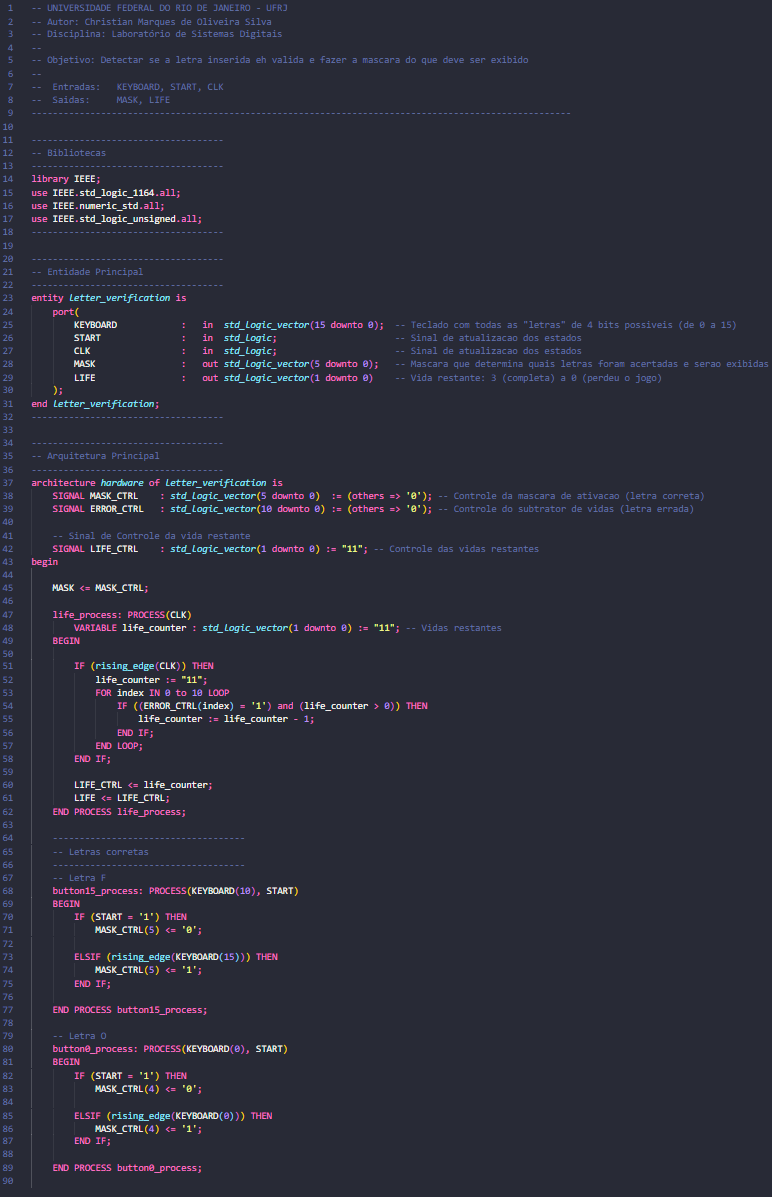 1 -- UNIVERSIDADE FEDERAL DO RIO DE JANEIRO - UFRJ
2 -- Autor: Christian Marques de Oliveira Silva
3 -- Disciplina: Laboratório de Sistemas Digitais
4 --
5 -- Objetivo: Detectar se a letra inserida eh valida e fazer a mascara do que deve ser exibido
6 --
7 --  Entradas:   KEYBOARD, START, CLK
8 --  Saidas:     MASK, LIFE
9 -----------------------------------------------------------------------------------------------------
10
11 ------------------------------------
12 -- Bibliotecas
13 ------------------------------------
14 library IEEE;
15 use IEEE.std_logic_1164.all;
16 use IEEE.numeric_std.all;
17 use IEEE.std_logic_unsigned.all;
18 ------------------------------------
19
20 ------------------------------------
21 -- Entidade Principal
22 ------------------------------------
23 entity letter_verification is
24     port(
25         KEYBOARD            :   in  std_logic_vector(15 downto 0);  -- Teclado com todas as "letras" de 4 bits possiveis (de 0 a 15)
26         START               :   in  std_logic;                      -- Sinal de atualizacao dos estados
27         CLK                 :   in  std_logic;                      -- Sinal de atualizacao dos estados
28         MASK                :   out std_logic_vector(5 downto 0);   -- Mascara que determina quais letras foram acertadas e serao exibidas
29         LIFE                :   out std_logic_vector(1 downto 0)    -- Vida restante: 3 (completa) a 0 (perdeu o jogo)
30     );
31 end letter_verification;
32 ------------------------------------
33
34 ------------------------------------
35 -- Arquitetura Principal
36 ------------------------------------
37 architecture hardware of letter_verification is
38     SIGNAL MASK_CTRL    : std_logic_vector(5 downto 0)  := (others => '0'); -- Controle da mascara de ativacao (letra correta)
39     SIGNAL ERROR_CTRL   : std_logic_vector(10 downto 0) := (others => '0'); -- Controle do subtrator de vidas (letra errada)
40
41     -- Sinal de Controle da vida restante
42     SIGNAL LIFE_CTRL    : std_logic_vector(1 downto 0) := "11"; -- Controle das vidas restantes
43 begin
44
45     MASK <= MASK_CTRL;
46
47     life_process: PROCESS(CLK)
48         VARIABLE life_counter : std_logic_vector(1 downto 0) := "11"; -- Vidas restantes
49     BEGIN
50
51         IF (rising_edge(CLK)) THEN
52             life_counter := "11";
53             FOR index IN 0 to 10 LOOP
54                 IF ((ERROR_CTRL(index) = '1') and (life_counter > 0)) THEN
55                     life_counter := life_counter - 1;
56                 END IF;
57             END LOOP;
58         END IF;
59
60         LIFE_CTRL <= life_counter;
61         LIFE <= LIFE_CTRL;
62     END PROCESS life_process;
63
64     ------------------------------------
65     -- Letras corretas
66     ------------------------------------
67     -- Letra F
68     button15_process: PROCESS(KEYBOARD(10), START)
69     BEGIN
70         IF (START = '1') THEN
71             MASK_CTRL(5) <= '0';
72
73         ELSIF (rising_edge(KEYBOARD(15))) THEN
74             MASK_CTRL(5) <= '1';
75         END IF;
76
77     END PROCESS button15_process;
78
79     -- Letra O
80     button0_process: PROCESS(KEYBOARD(0), START)
81     BEGIN
82         IF (START = '1') THEN
83             MASK_CTRL(4) <= '0';
84
85         ELSIF (rising_edge(KEYBOARD(0))) THEN
86             MASK_CTRL(4) <= '1';
87         END IF;
88
89     END PROCESS button0_process;
90